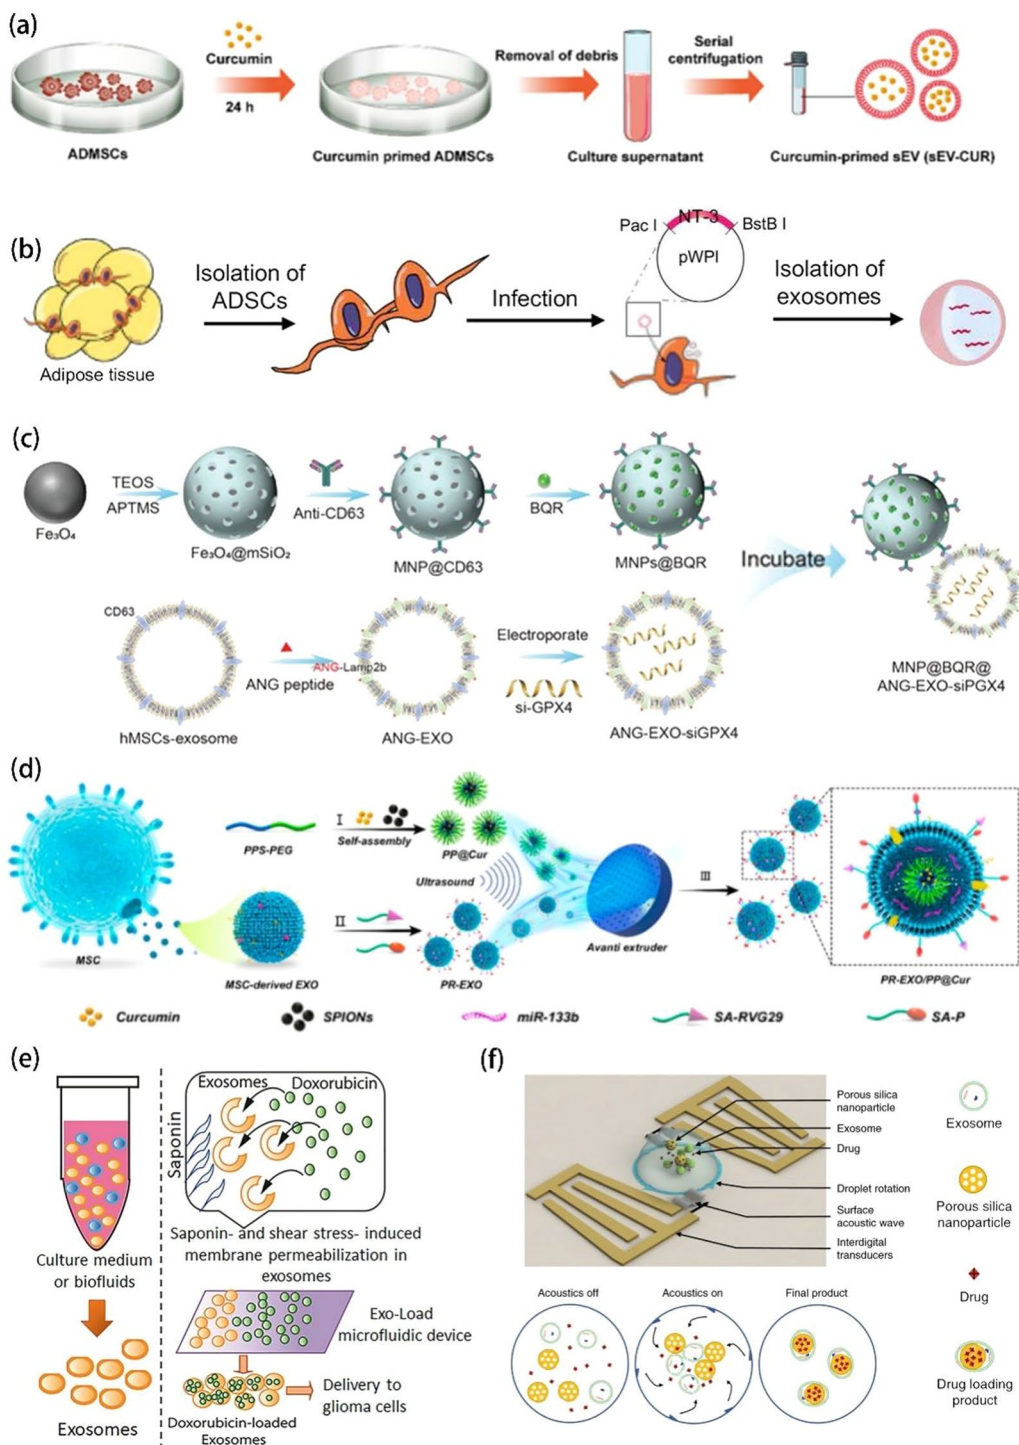 (a)
Curcumin
24 h
Removal of debris
Serial
centrifugation
ADMSCs
Curcumin primed ADMSCs
Culture supernatant
Curcumin-primed sEV (sEV-CUR)
(b)
Isolation of
ADSCs
Infection
Pac I
NT-3
BstB I
pWPI
Isolation of
exosomes
Adipose tissue
(c)
Fe₃O₄
TEOS
APTMS
Fe₃O₄@mSiO₂
Anti-CD63
MNP@CD63
BQR
MNPs@BQR
Incubate
CD63
hMSCs-exosome
ANG peptide
ANG-Lamp2b
ANG-EXO
Electroporate
si-GPX4
ANG-EXO-siGPX4
MNP@BQR@
ANG-EXO-siPGX4
(d)
MSC
PPS-PEG
I
Self-assembly
PP@Cur
Ultrasound
MSC-derived EXO
II
PR-EXO
Avanti extruder
III
PR-EXO/PP@Cur
Curcumin
SPIONs
miR-133b
SA-RVG29
SA-P
(e)
Culture medium
or biofluids
Exosomes
Exosomes
Doxorubicin
Saponin
Saponin- and shear stress- induced
membrane permeabilization in
exosomes
Exo-Load
microfluidic device
Doxorubicin-loaded
Exosomes
Delivery to
glioma cells
(f)
Porous silica
nanoparticle
Exosome
Drug
Droplet rotation
Surface
acoustic wave
Interdigital
transducers
Acoustics off
Acoustics on
Final product
Exosome
Porous silica
nanoparticle
Drug
Drug loading
product